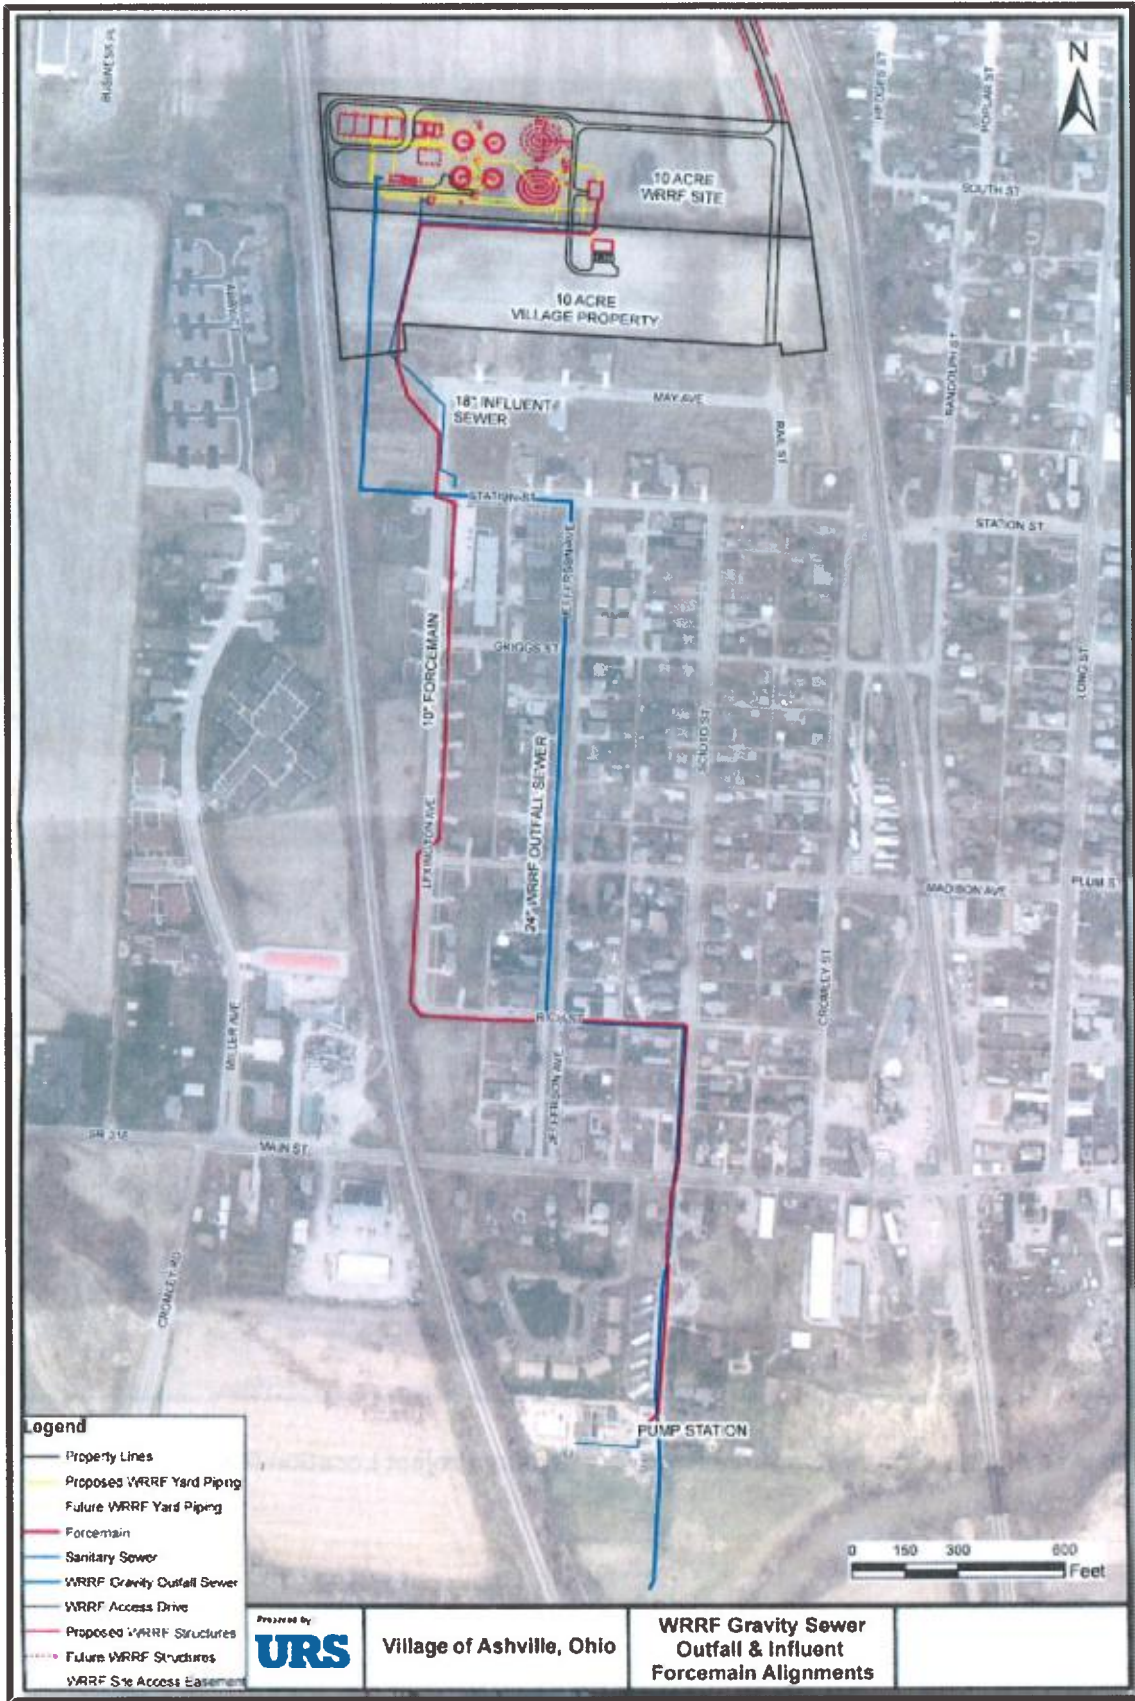 BUSINESS PL
HEDGES ST
POPLAR ST
N
SOUTH ST
10 ACRE
WRRF SITE
10 ACRE
VILLAGE PROPERTY
RANDOLPH ST
18" INFLUENT
SEWER
MAY AVE
RAIL ST
STATION ST
STATION ST
JEFFERSON AVE
GRIGGS ST
10" FORCEMAIN
LONG ST
SCIOTO ST
24" WRRF OUTFALL SEWER
LEXINGTON AVE
MADISON AVE
PLUM S
CROMLEY ST
MILLER AVE
JEFFERSON AVE
SR 316
MAIN ST
CROMLEY RD
PUMP STATION
Legend
Property Lines
Proposed WRRF Yard Piping
Future WRRF Yard Piping
Forcemain
Sanitary Sewer
WRRF Gravity Outfall Sewer
WRRF Access Drive
Proposed WRRF Structures
Future WRRF Structures
WRRF Site Access Easement
0 150 300 600
Feet
Prepared by
URS
Village of Ashville, Ohio
WRRF Gravity Sewer
Outfall & Influent
Forcemain Alignments